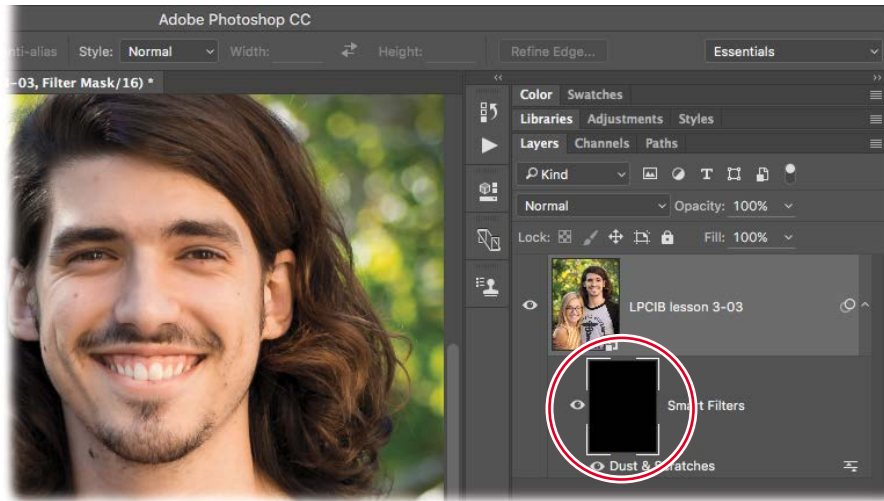 Adobe Photoshop CC
nti-alias Style: Normal Width: Height: Refine Edge... Essentials
-03, Filter Mask/16) *
Color Swatches
Libraries Adjustments Styles
Layers Channels Paths
Kind
Normal Opacity: 100%
Lock: Fill: 100%
LPCIB lesson 3-03
Smart Filters
Dust & Scratches